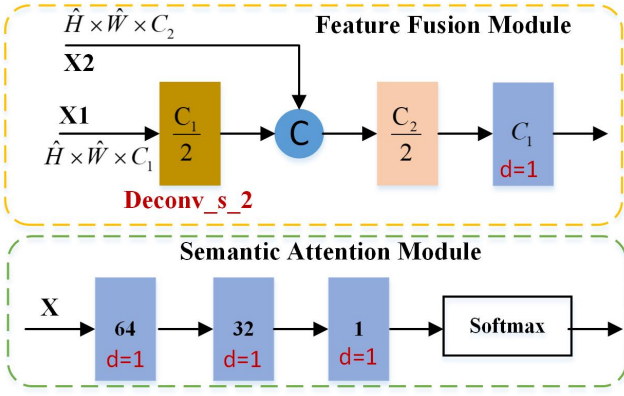 Ĥ × Ŵ × C₂
Feature Fusion Module
X2
X1
Ĥ × Ŵ × C₁
C₁/2
C
C₂/2
C₁
d=1
Deconv_s_2
Semantic Attention Module
X
64
d=1
32
d=1
1
d=1
Softmax